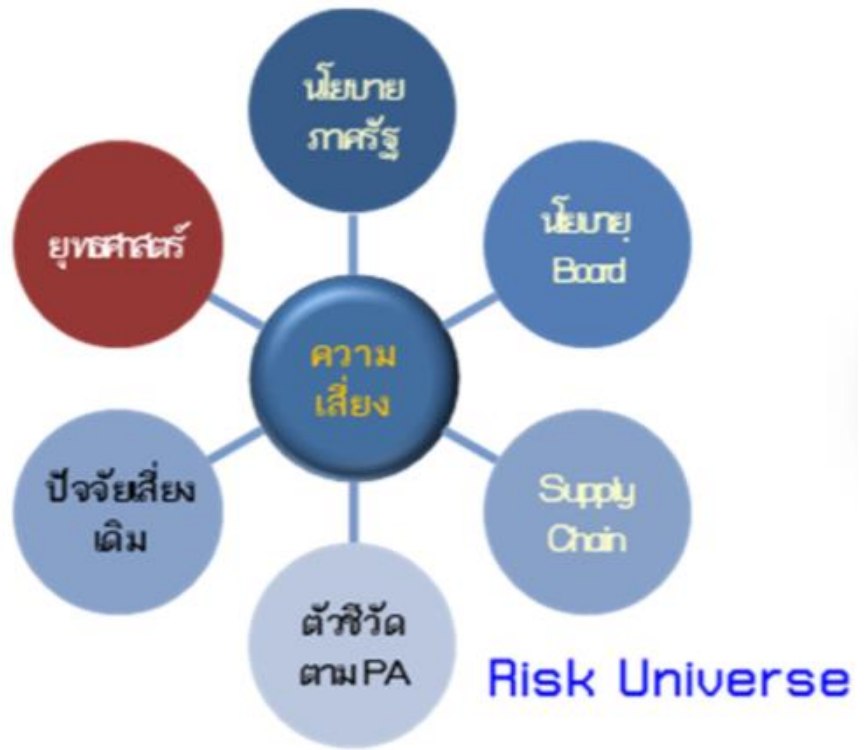 นโยบาย
ภาครัฐ
นโยบาย
Board
Supply
Chain
ตัวชี้วัด
ตาม PA
ปัจจัยเสี่ยง
เดิม
ยุทธศาสตร์
ความ
เสี่ยง
Risk Universe